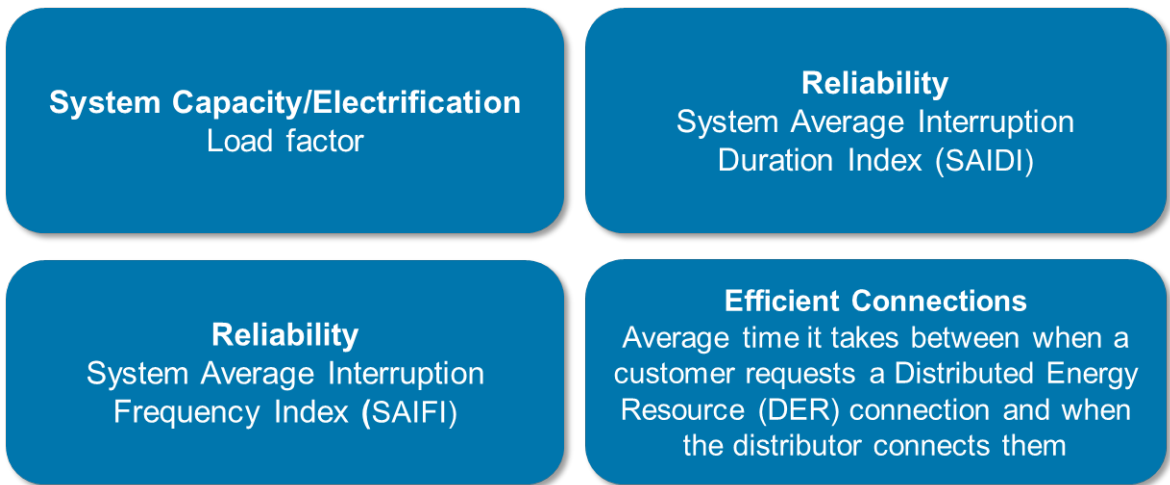 System Capacity/Electrification
Load factor
Reliability
System Average Interruption
Duration Index (SAIDI)
Reliability
System Average Interruption
Frequency Index (SAIFI)
Efficient Connections
Average time it takes between when a
customer requests a Distributed Energy
Resource (DER) connection and when
the distributor connects them